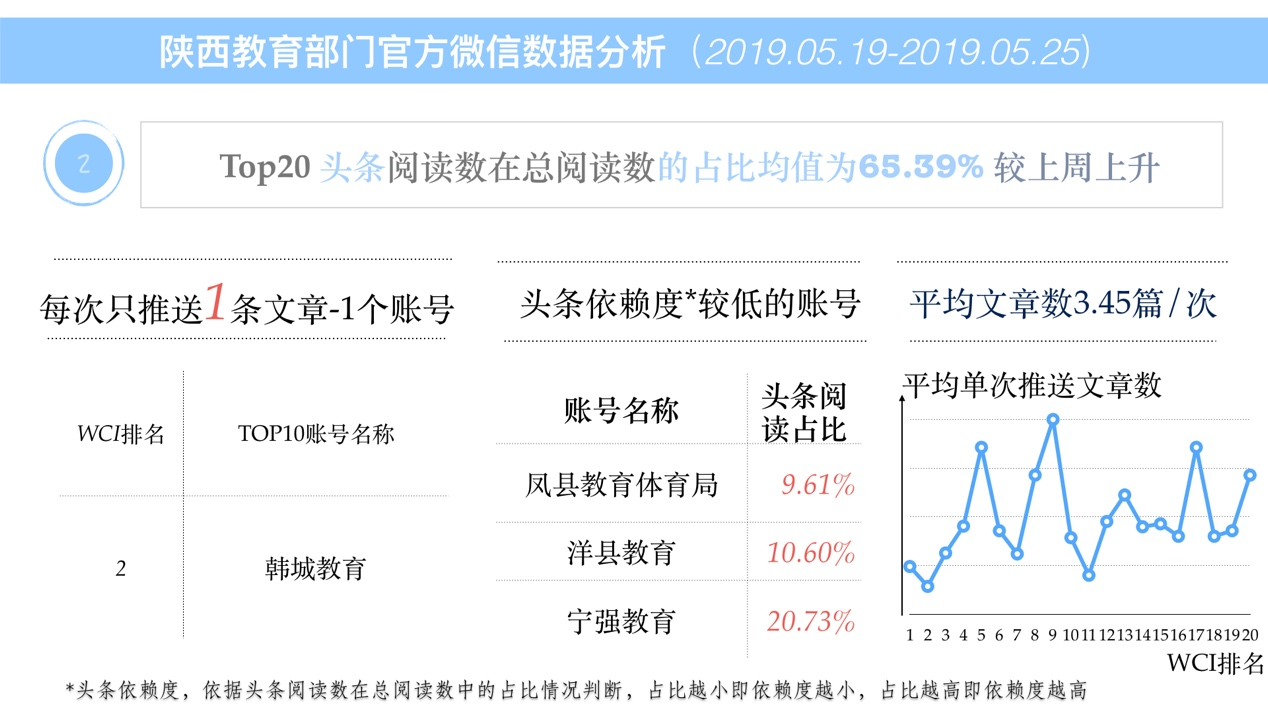 陕西教育部门官方微信数据分析（2019.05.19-2019.05.25）
2
Top20 头条阅读数在总阅读数的占比均值为65.39% 较上周上升
每次只推送1条文章-1个账号
WCI排名 TOP10账号名称
2 韩城教育
头条依赖度*较低的账号
账号名称 头条阅
读占比
凤县教育体育局 9.61%
洋县教育 10.60%
宁强教育 20.73%
平均文章数3.45篇/次
平均单次推送文章数
1 2 3 4 5 6 7 8 9 10 11 12 13 14 15 16 17 18 19 20
WCI排名
*头条依赖度，依据头条阅读数在总阅读数中的占比情况判断，占比越小即依赖度越小，占比越高即依赖度越高